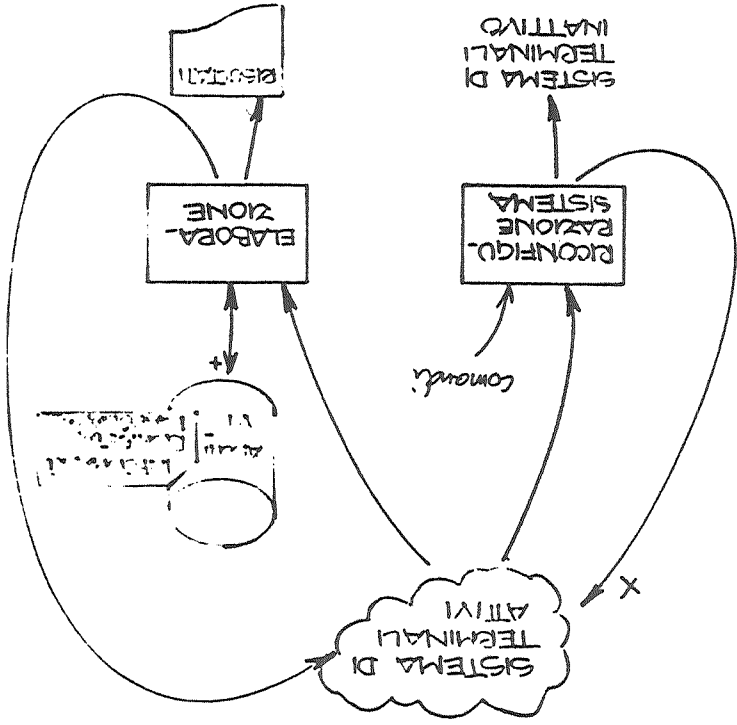 SISTEMA DI
TERMINALI
ATTIVI
X
comandi
RICONFIGU-
RAZIONE
SISTEMA
ELABORA-
ZIONE
+
SISTEMA DI
TERMINALI
INATTIVO
RISULTATI